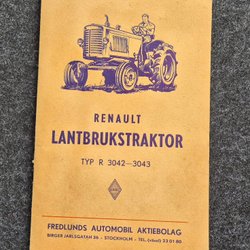 RENAULT
LANTBRUKSTRAKTOR
TYP R 3042—3043
FREDLUNDS AUTOMOBIL AKTIEBOLAG
BIRGER JARLSGATAN 26 - STOCKHOLM - TEL. (växel) 23 01 80